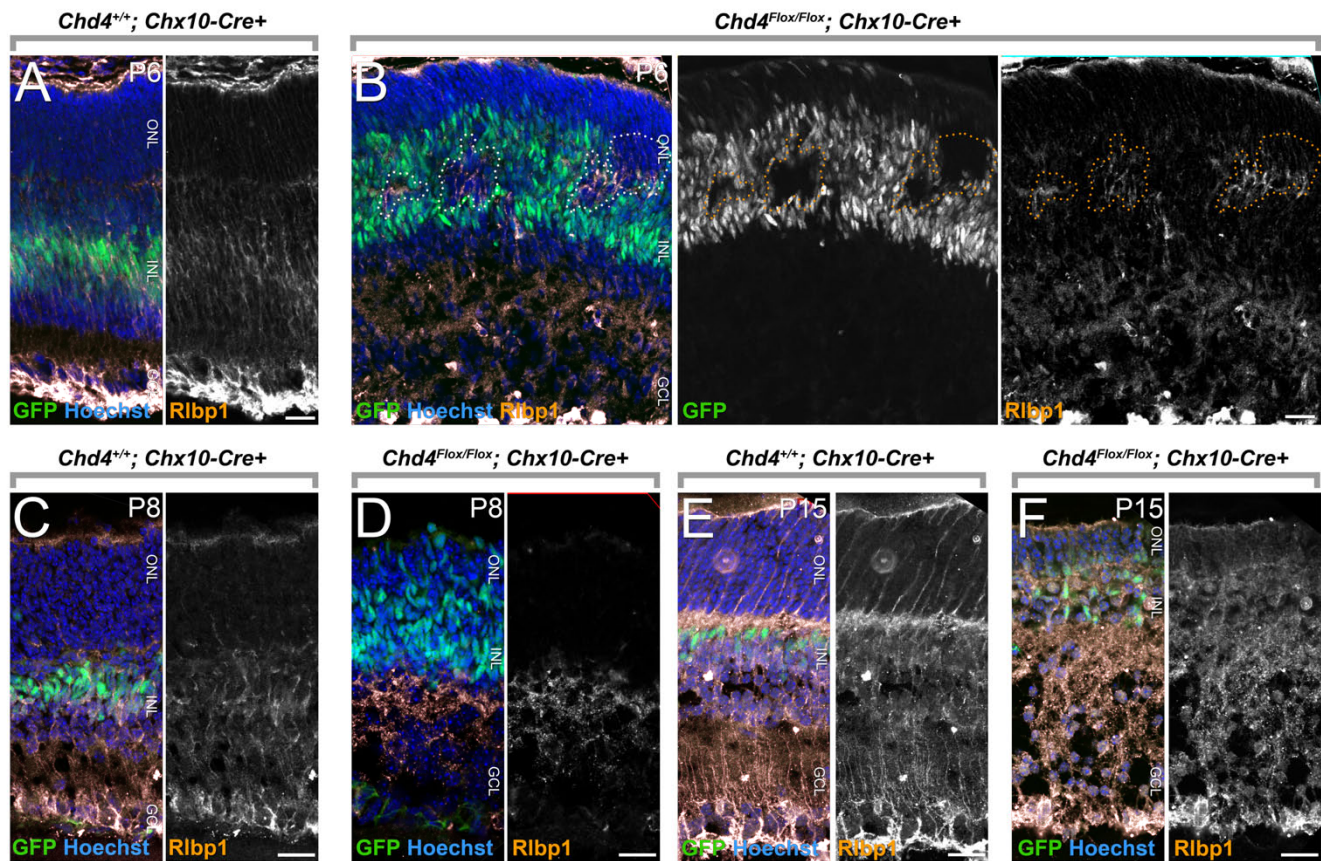 Chd4+/+; Chx10-Cre+
Chd4Flox/Flox; Chx10-Cre+
A
P6
ONL
INL
GCL
GFP Hoechst
Rlbp1
B
P6
ONL
INL
GCL
GFP Hoechst Rlbp1
GFP
Rlbp1
Chd4+/+; Chx10-Cre+
Chd4Flox/Flox; Chx10-Cre+
Chd4+/+; Chx10-Cre+
Chd4Flox/Flox; Chx10-Cre+
C
P8
ONL
INL
GCL
GFP Hoechst
Rlbp1
D
P8
ONL
INL
GCL
GFP Hoechst
Rlbp1
E
P15
ONL
INL
GCL
GFP Hoechst
Rlbp1
F
P15
ONL
INL
GCL
GFP Hoechst
Rlbp1